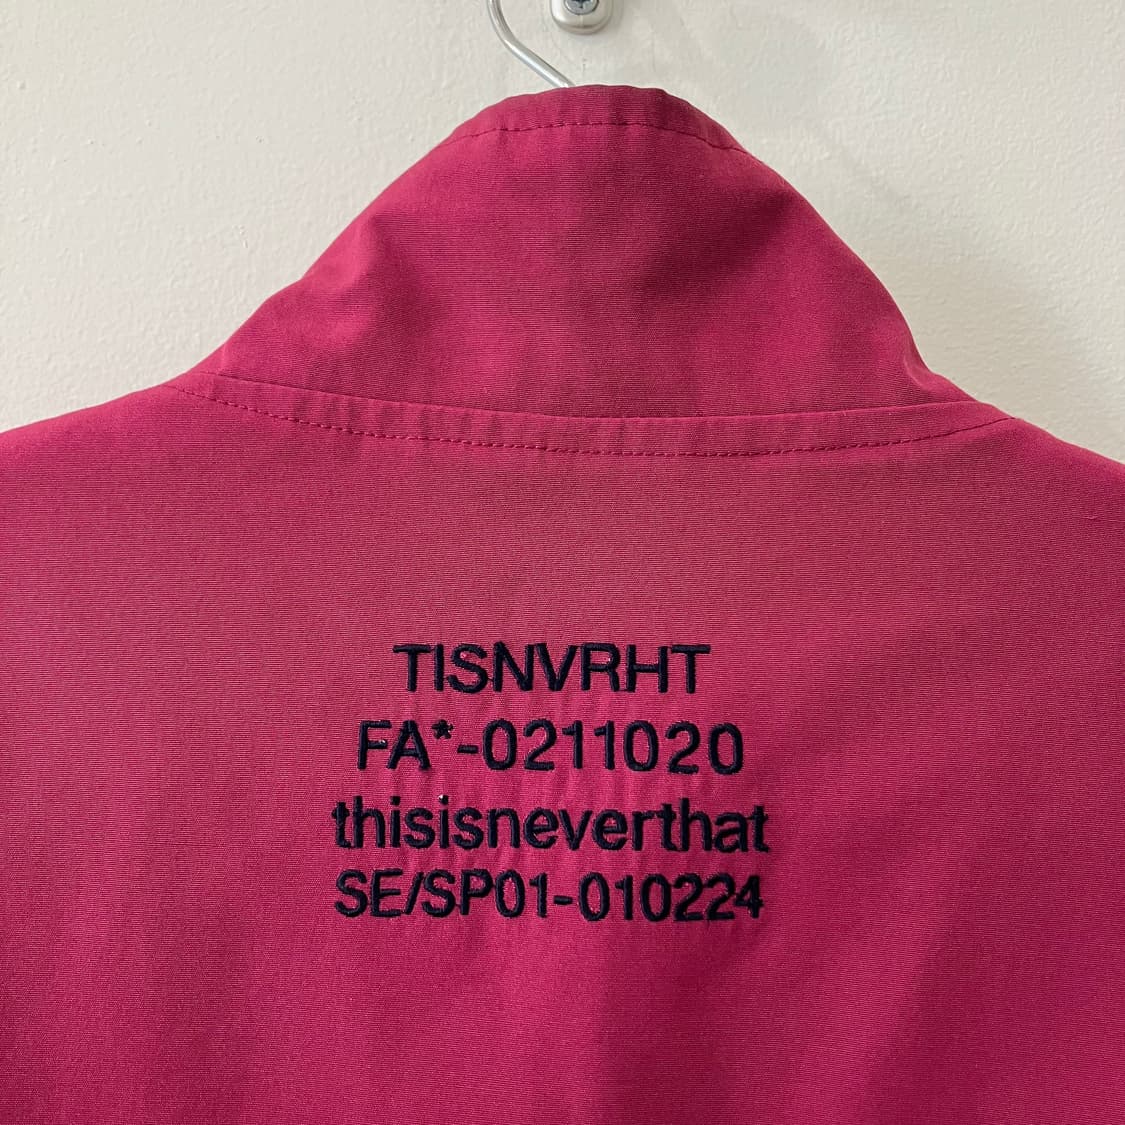 TISNVRHT
FA*-0211020
thisisneverthat
SE/SP01-010224